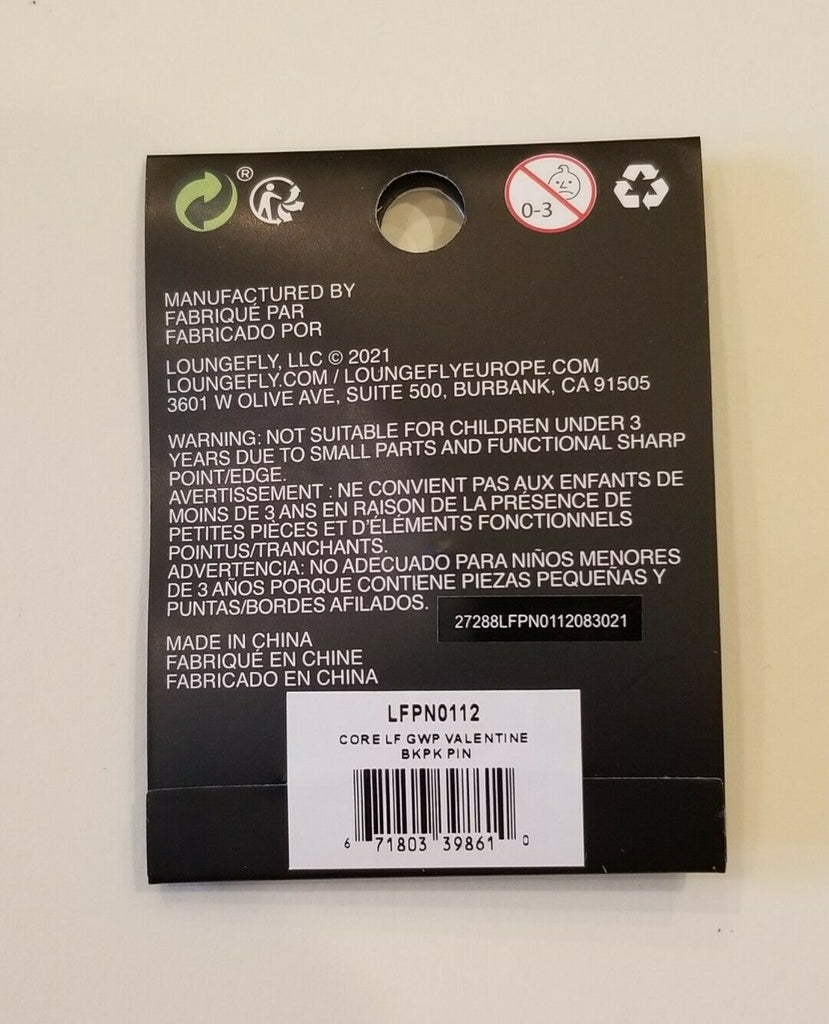 ®
0-3
MANUFACTURED BY
FABRIQUÉ PAR
FABRICADO POR
LOUNGEFLY, LLC © 2021
LOUNGEFLY.COM / LOUNGEFLYEUROPE.COM
3601 W OLIVE AVE, SUITE 500, BURBANK, CA 91505
WARNING: NOT SUITABLE FOR CHILDREN UNDER 3
YEARS DUE TO SMALL PARTS AND FUNCTIONAL SHARP
POINT/EDGE.
AVERTISSEMENT : NE CONVIENT PAS AUX ENFANTS DE
MOINS DE 3 ANS EN RAISON DE LA PRÉSENCE DE
PETITES PIÈCES ET D'ÉLÉMENTS FONCTIONNELS
POINTUS/TRANCHANTS.
ADVERTENCIA: NO ADECUADO PARA NIÑOS MENORES
DE 3 AÑOS PORQUE CONTIENE PIEZAS PEQUEÑAS Y
PUNTAS/BORDES AFILADOS.
27288LFPN0112083021
MADE IN CHINA
FABRIQUÉ EN CHINE
FABRICADO EN CHINA
LFPN0112
CORE LF GWP VALENTINE
BKPK PIN
6 71803 39861 0